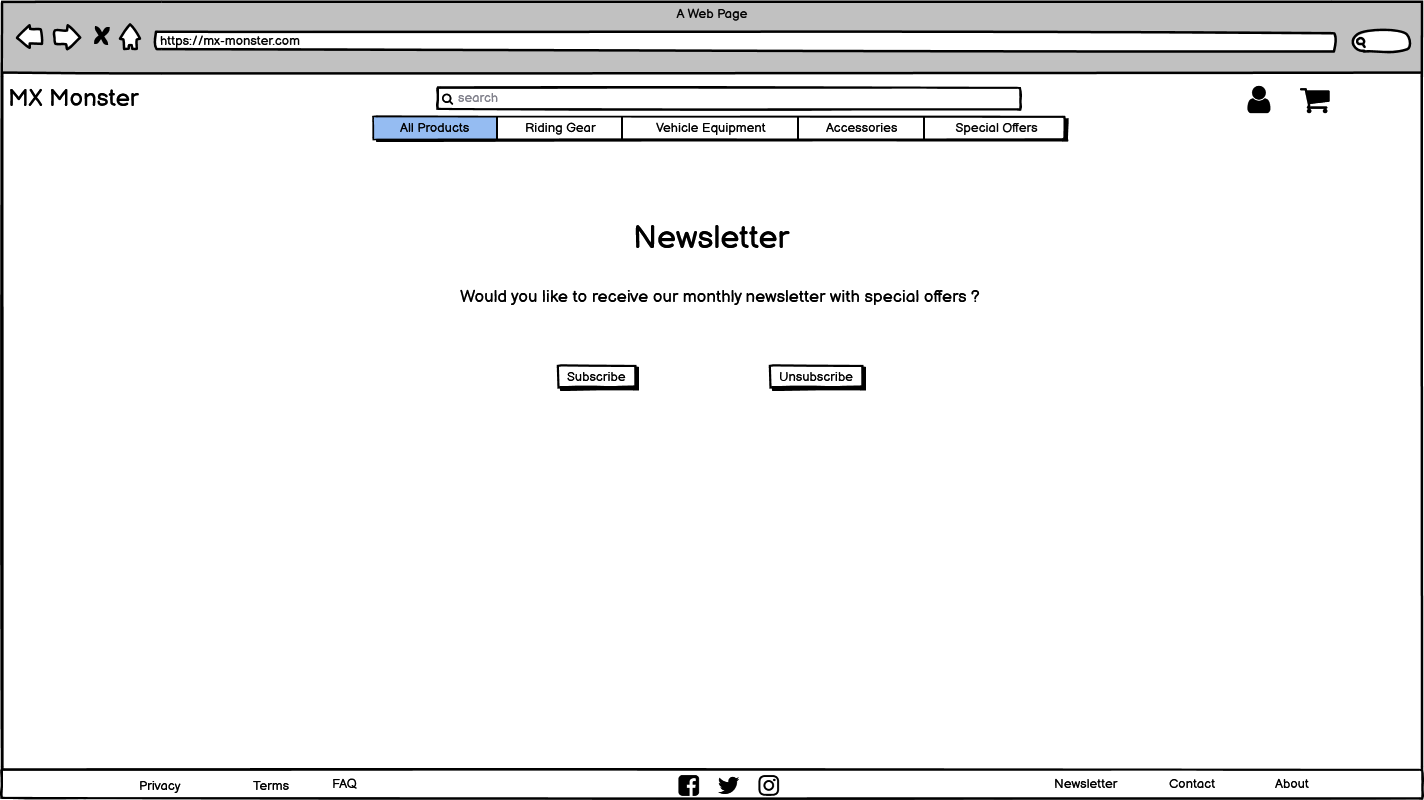 A Web Page
https://mx-monster.com
MX Monster
search
All Products
Riding Gear
Vehicle Equipment
Accessories
Special Offers
Newsletter
Would you like to receive our monthly newsletter with special offers ?
Subscribe
Unsubscribe
Privacy
Terms
FAQ
Newsletter
Contact
About